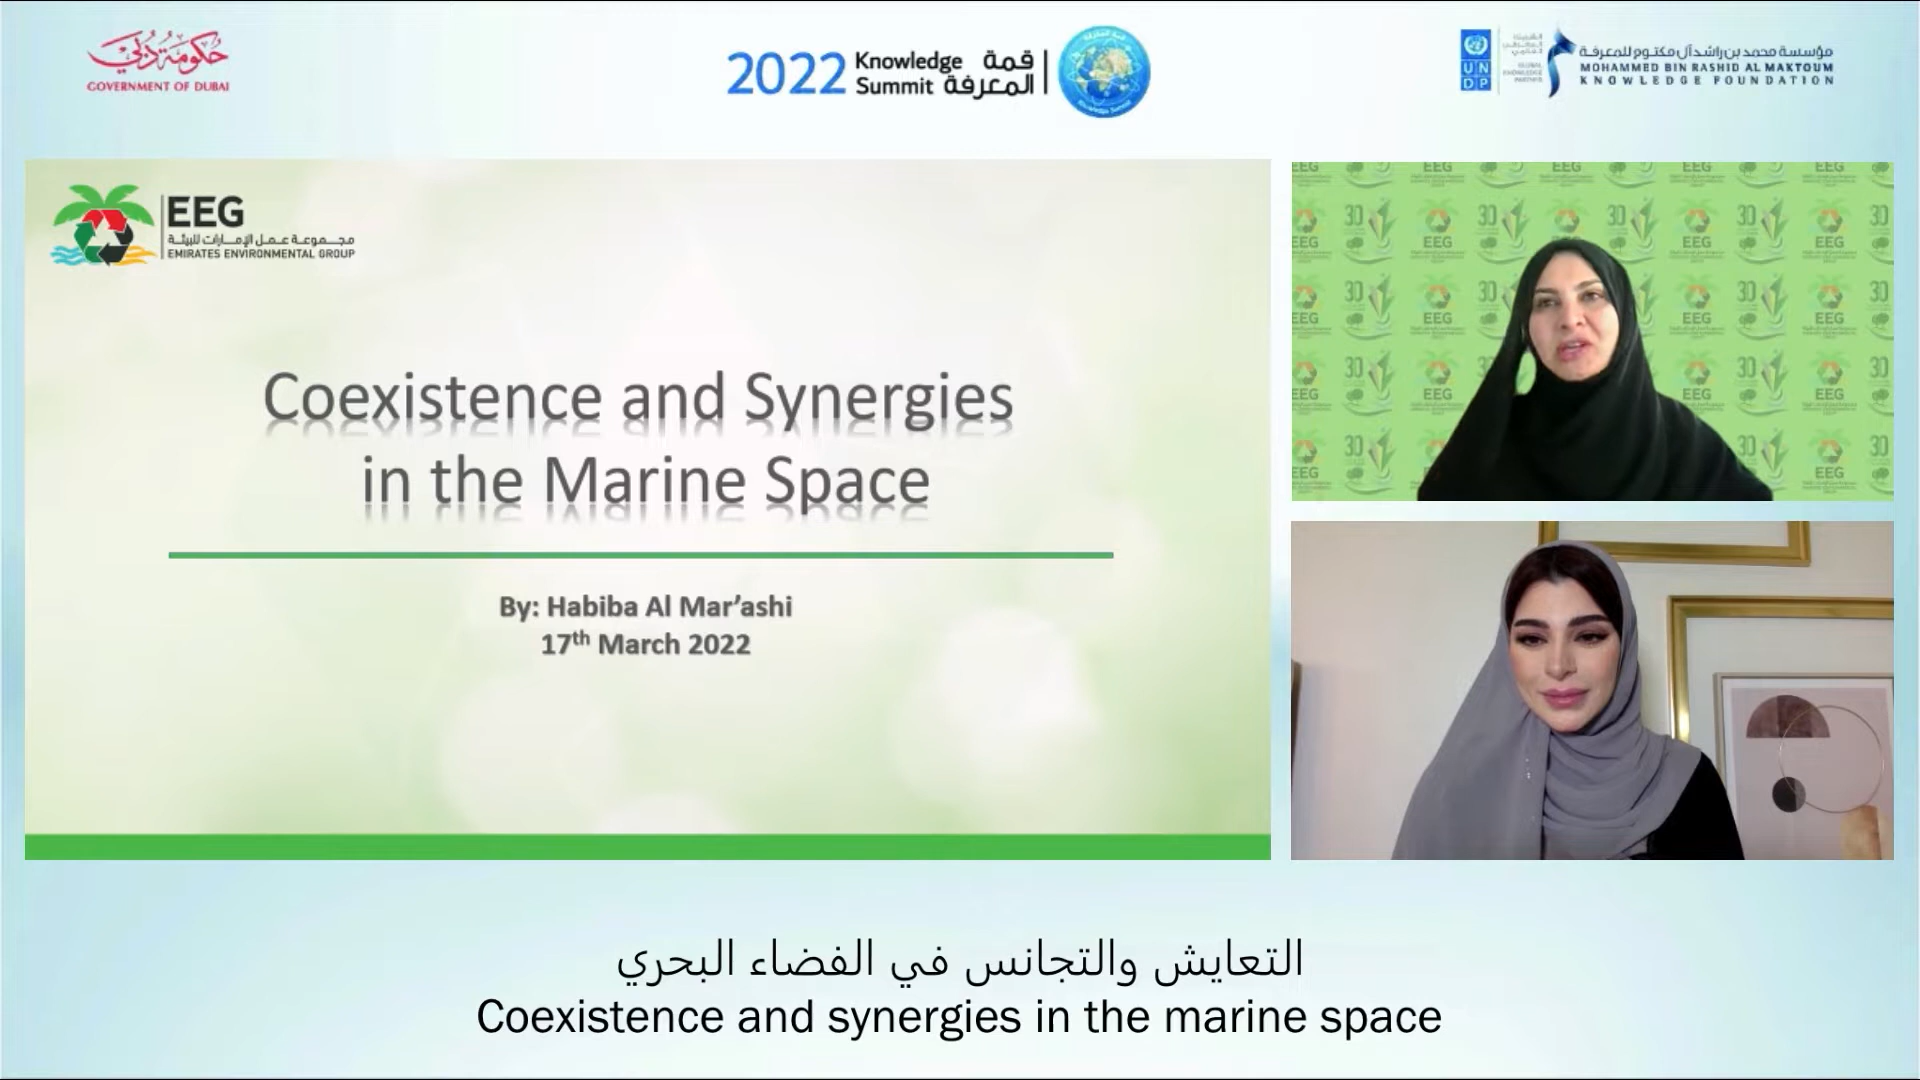 حكومة دبي
GOVERNMENT OF DUBAI
2022 Knowledge Summit
قمة المعرفة
UN
DP
مؤسسة محمد بن راشد آل مكتوم للمعرفة
MOHAMMED BIN RASHID AL MAKTOUM
KNOWLEDGE FOUNDATION
EEG
مجموعة عمل الإمارات للبيئة
EMIRATES ENVIRONMENTAL GROUP
Coexistence and Synergies
in the Marine Space
By: Habiba Al Mar’ashi
17th March 2022
التعايش والتجانس في الفضاء البحري
Coexistence and synergies in the marine space